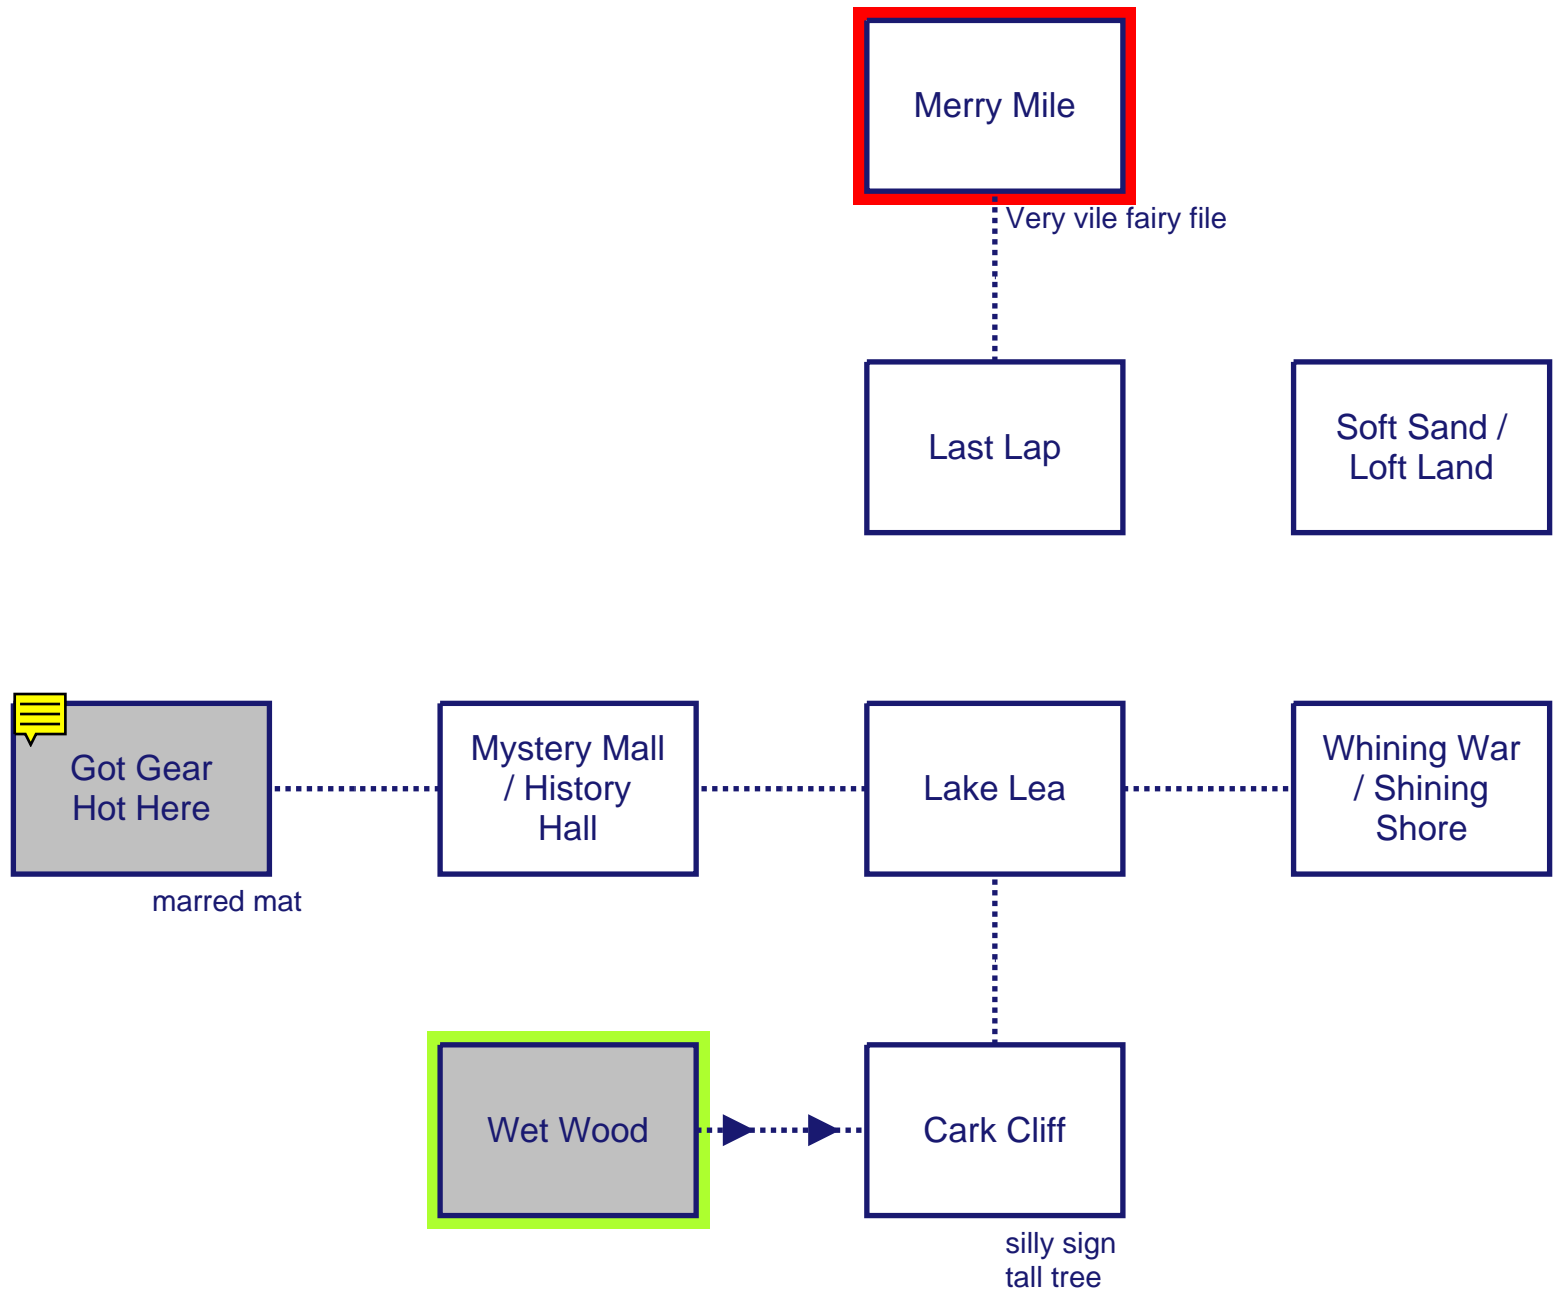 Merry Mile
Very vile fairy file
Last Lap
Soft Sand /
Loft Land
Got Gear
Hot Here
marred mat
Mystery Mall
/ History
Hall
Lake Lea
Whining War
/ Shining
Shore
Wet Wood
Cark Cliff
silly sign
tall tree